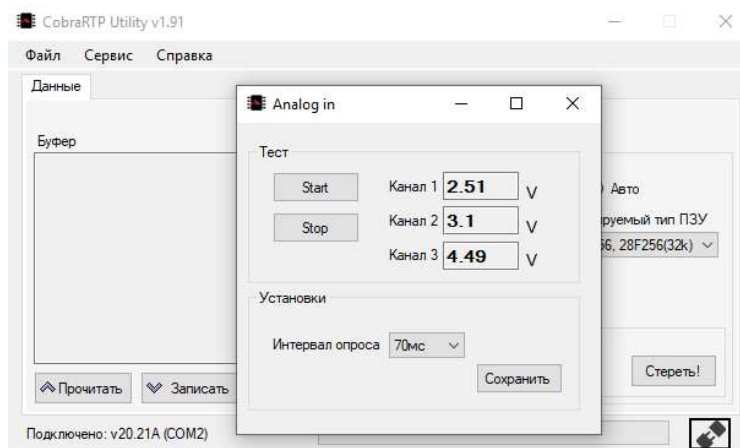 CobraRTP Utility v1.91
Файл Сервис Справка
Данные
Буфер
Analog in
Тест
Start
Канал 1 2.51 V
Stop
Канал 2 3.1 V
Канал 3 4.49 V
Установки
Интервал опроса 70мс
Сохранить
Авто
тип ПЗУ
28F256(32k)
Прочитать Записать
Стереть!
Подключено: v20.21A (COM2)